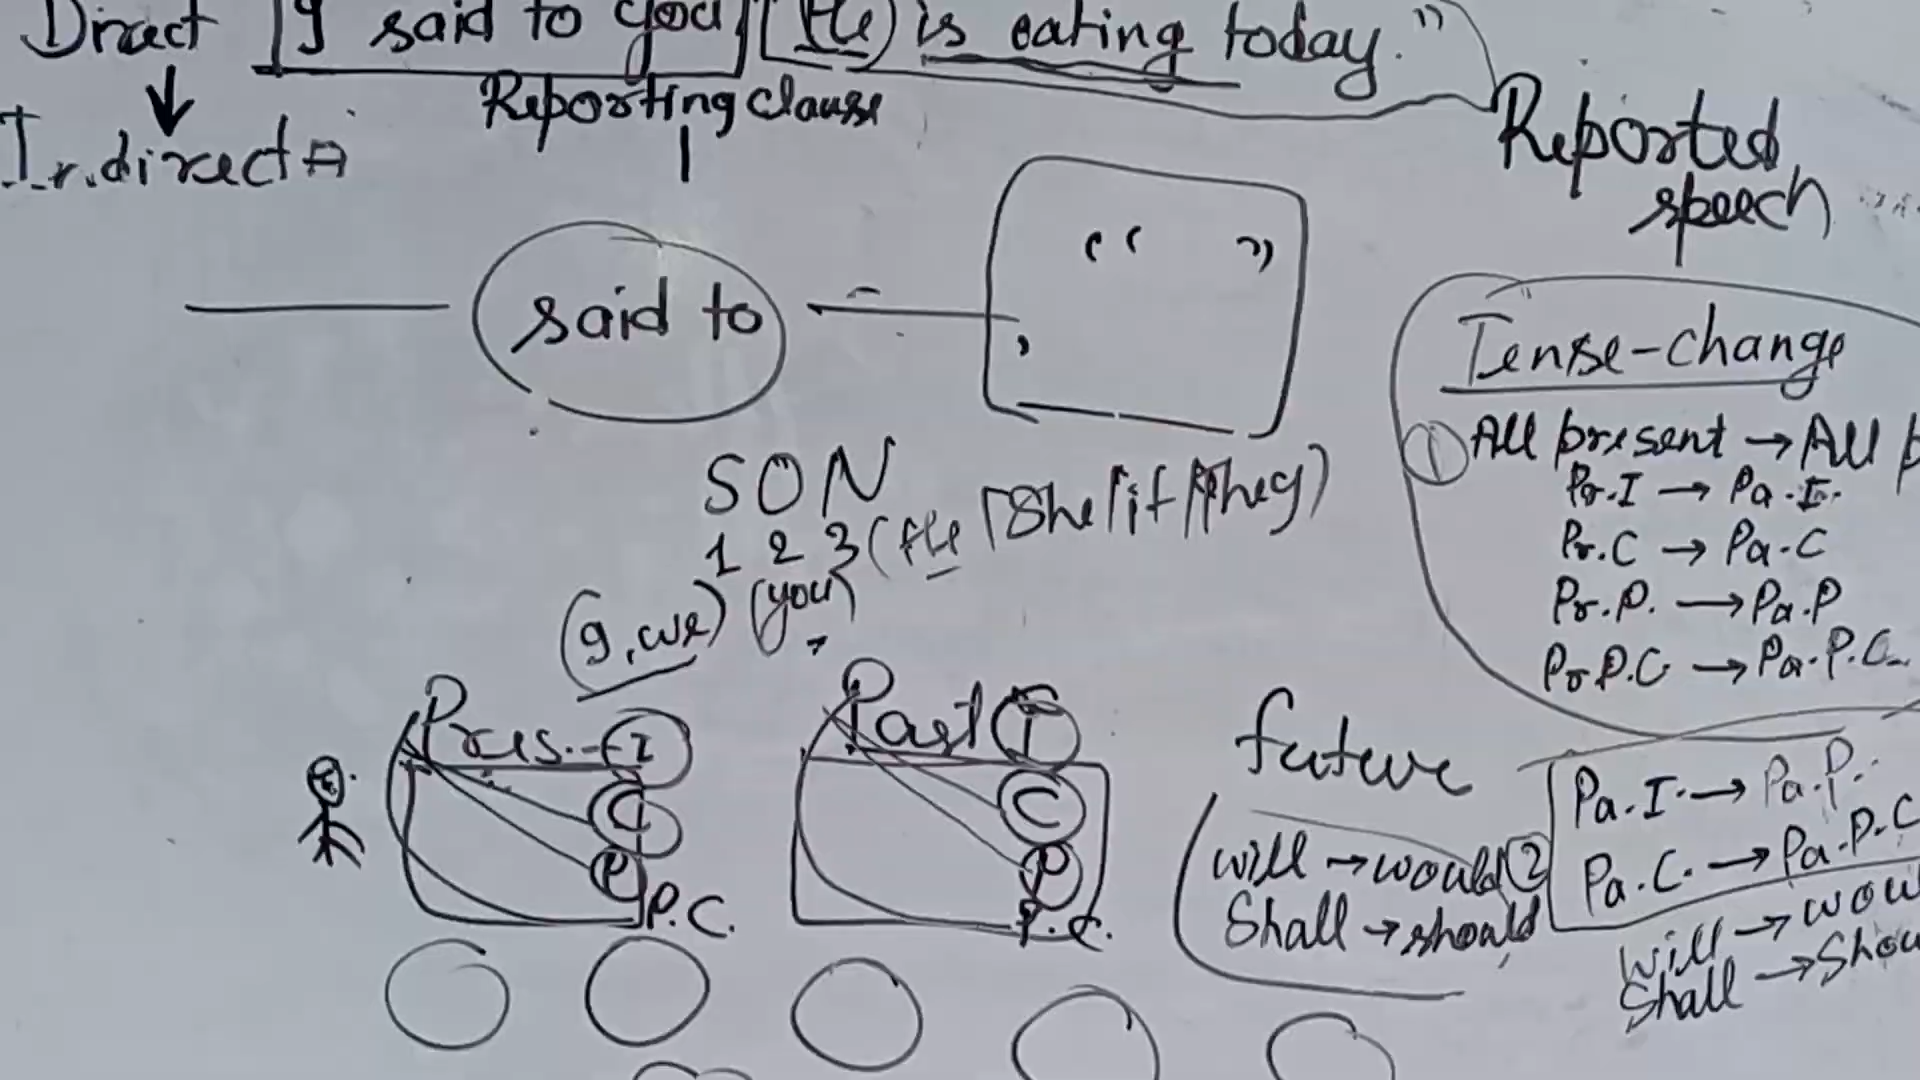 Direct I said to you, "He is eating today."
Reporting clause
Indirect
Reported speech
said to
, " "
Tense-change
① All present → All p
Pr.I → Pa.I.
Pr.C → Pa-C
Pr.P. → Pa.P
Pr.P.C → Pa.P.C.
SON
1 2 3 (He/She/it/they)
(I, we) (you)
Pres. - I
C
P
P.C.
Past I
C
P
P.C.
future
will → would
Shall → should
② Pa.I. → Pa.P.
Pa.C. → Pa.P.C
will → wou
Shall → Shou